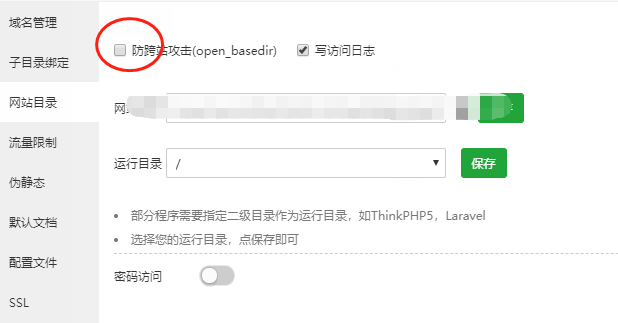 域名管理
子目录绑定
网站目录
流量限制
伪静态
默认文档
配置文件
SSL
防跨站攻击(open_basedir)
写访问日志
运行目录
/
保存
部分程序需要指定二级目录作为运行目录，如ThinkPHP5，Laravel
选择您的运行目录，点保存即可
密码访问